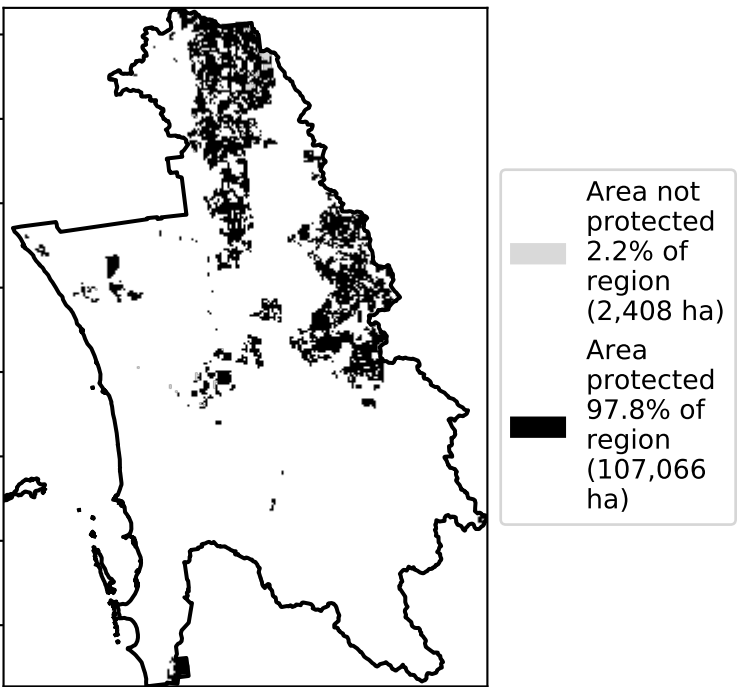 Area not
protected
2.2% of
region
(2,408 ha)
Area
protected
97.8% of
region
(107,066
ha)